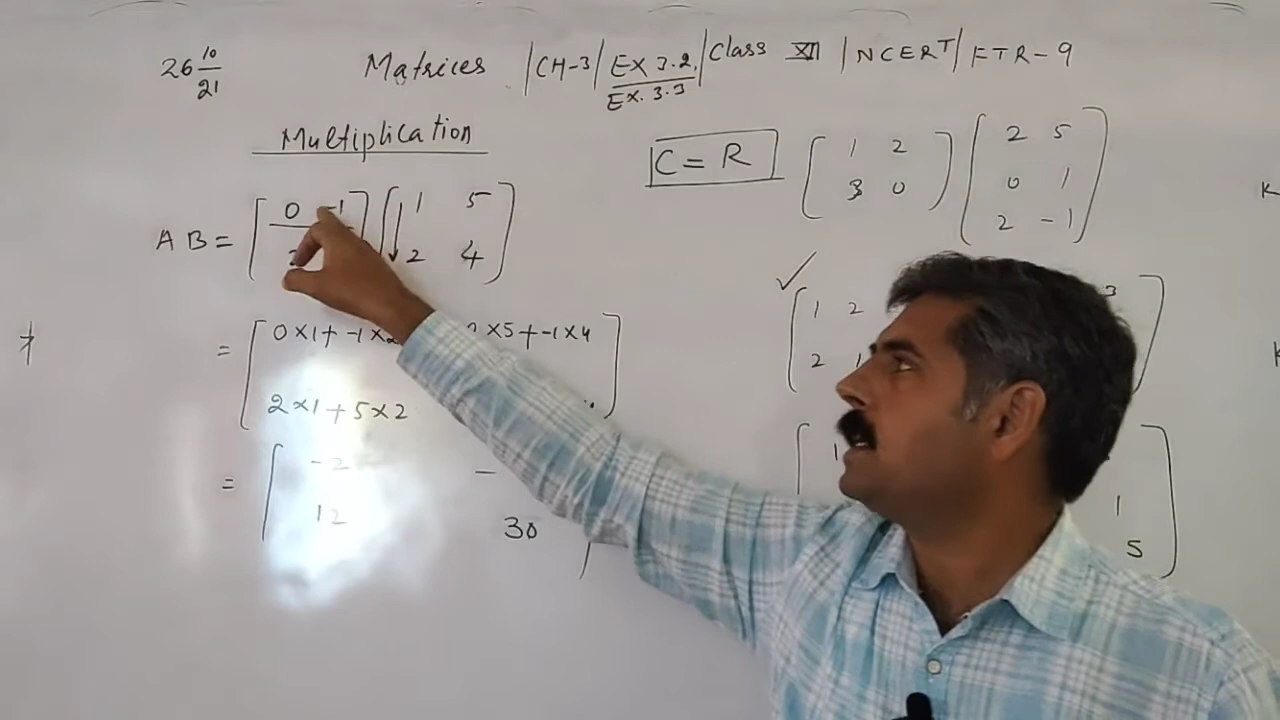 26 10/21
Matrices | CH-3 | EX 3.2, | Class XII | NCERT | FTR-9
EX. 3.3
Multiplication
C = R
1 2
3 0
2 5
0 1
2 -1
K
AB =
0 -1
1 5
2 4
1 2
3
2
= 0×1+ -1×2 ×5+-1×4
2×1+5×2
= -2 -
12 30
1
1
5